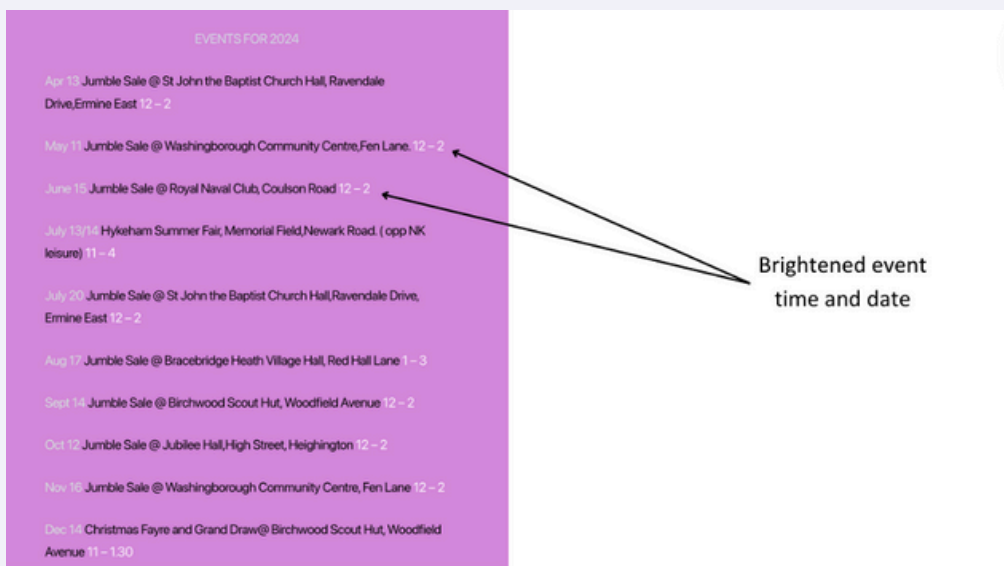 EVENTS FOR 2024
Apr 13 Jumble Sale @ St John the Baptist Church Hall, Ravendale
Drive,Ermine East 12 – 2
May 11 Jumble Sale @ Washingborough Community Centre,Fen Lane. 12 – 2
June 15 Jumble Sale @ Royal Naval Club, Coulson Road 12 – 2
July 13/14 Hykeham Summer Fair, Memorial Field,Newark Road. ( opp NK
leisure) 11 – 4
July 20 Jumble Sale @ St John the Baptist Church Hall,Ravendale Drive,
Ermine East 12 – 2
Aug 17 Jumble Sale @ Bracebridge Heath Village Hall, Red Hall Lane 1 – 3
Sept 14 Jumble Sale @ Birchwood Scout Hut, Woodfield Avenue 12 – 2
Oct 12 Jumble Sale @ Jubilee Hall,High Street, Heighington 12 – 2
Nov 16 Jumble Sale @ Washingborough Community Centre, Fen Lane 12 – 2
Dec 14 Christmas Fayre and Grand Draw@ Birchwood Scout Hut, Woodfield
Avenue 11 – 1.30
Brightened event
time and date